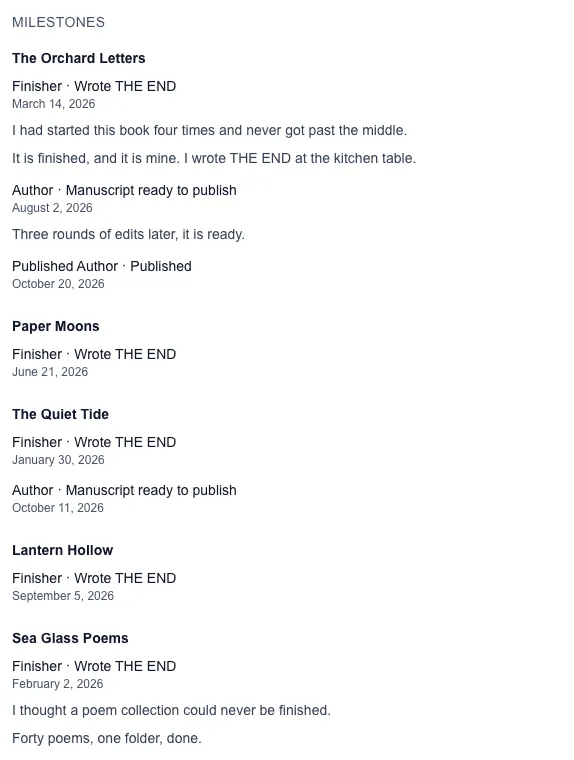 MILESTONES
The Orchard Letters
Finisher · Wrote THE END
March 14, 2026
I had started this book four times and never got past the middle.
It is finished, and it is mine. I wrote THE END at the kitchen table.
Author · Manuscript ready to publish
August 2, 2026
Three rounds of edits later, it is ready.
Published Author · Published
October 20, 2026
Paper Moons
Finisher · Wrote THE END
June 21, 2026
The Quiet Tide
Finisher · Wrote THE END
January 30, 2026
Author · Manuscript ready to publish
October 11, 2026
Lantern Hollow
Finisher · Wrote THE END
September 5, 2026
Sea Glass Poems
Finisher · Wrote THE END
February 2, 2026
I thought a poem collection could never be finished.
Forty poems, one folder, done.